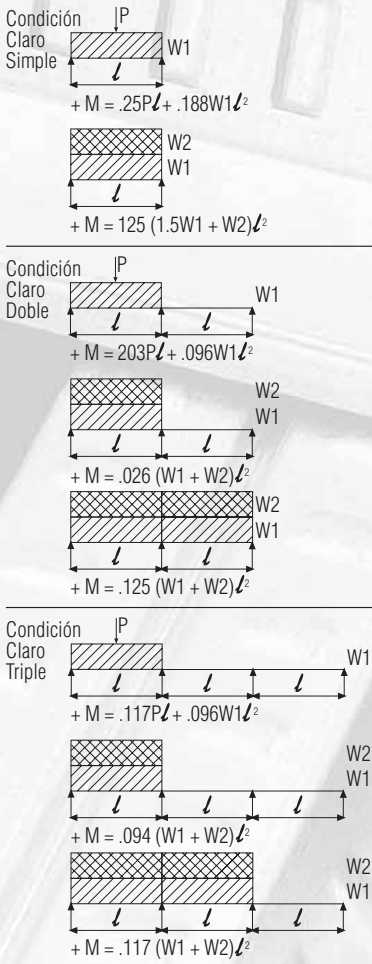 Condición
Claro
Simple
P
W1
ℓ
+ M = .25Pℓ + .188W1ℓ²
W2
W1
ℓ
+ M = 125 (1.5W1 + W2)ℓ²
Condición
Claro
Doble
P
W1
ℓ ℓ
+ M = 203Pℓ + .096W1ℓ²
W2
W1
ℓ ℓ
+ M = .026 (W1 + W2)ℓ²
W2
W1
ℓ ℓ
+ M = .125 (W1 + W2)ℓ²
Condición
Claro
Triple
P
W1
ℓ ℓ ℓ
+ M = .117Pℓ + .096W1ℓ²
W2
W1
ℓ ℓ ℓ
+ M = .094 (W1 + W2)ℓ²
W2
W1
ℓ ℓ ℓ
+ M = .117 (W1 + W2)ℓ²